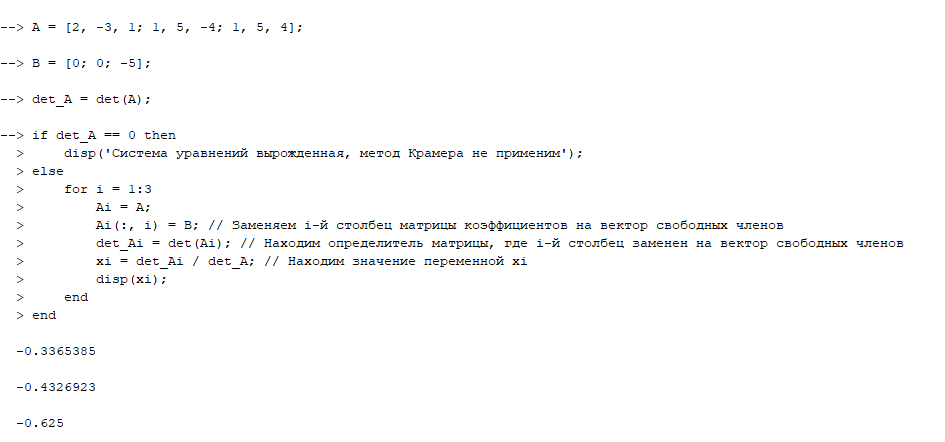 --> A = [2, -3, 1; 1, 5, -4; 1, 5, 4];
--> B = [0; 0; -5];
--> det_A = det(A);
--> if det_A == 0 then
  >     disp('Система уравнений вырожденная, метод Крамера не применим');
  > else
  >     for i = 1:3
  >         Ai = A;
  >         Ai(:, i) = B; // Заменяем i-й столбец матрицы коэффициентов на вектор свободных членов
  >         det_Ai = det(Ai); // Находим определитель матрицы, где i-й столбец заменен на вектор свободных членов
  >         xi = det_Ai / det_A; // Находим значение переменной xi
  >         disp(xi);
  >     end
  > end
  -0.3365385
  -0.4326923
  -0.625